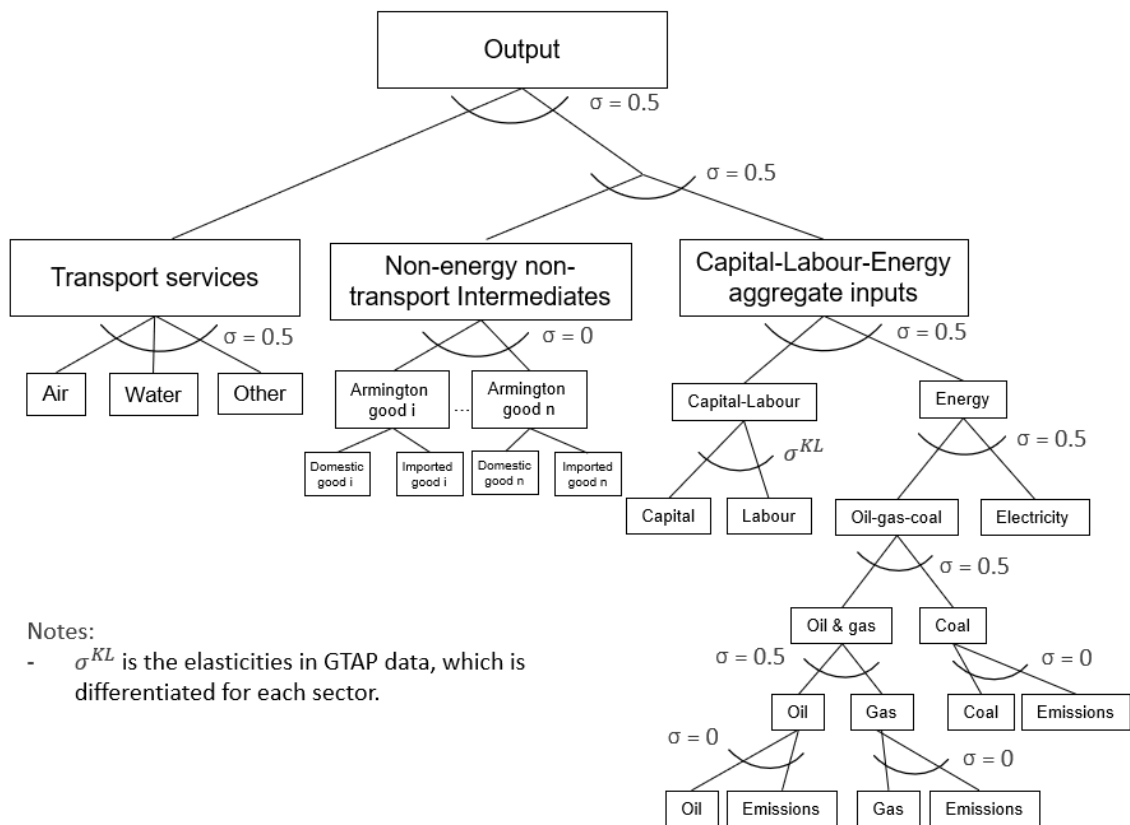 Output
σ = 0.5
σ = 0.5
Transport services
Non-energy non-
transport Intermediates
Capital-Labour-Energy
aggregate inputs
σ = 0.5
σ = 0
σ = 0.5
Air
Water
Other
Armington
good i
...
Armington
good n
Capital-Labour
Energy
σ = 0.5
Domestic
good i
Imported
good i
Domestic
good n
Imported
good n
σ^KL
Capital
Labour
Oil-gas-coal
Electricity
σ = 0.5
Notes:
- σ^KL is the elasticities in GTAP data, which is
differentiated for each sector.
Oil & gas
Coal
σ = 0.5
σ = 0
Oil
Gas
Coal
Emissions
σ = 0
σ = 0
Oil
Emissions
Gas
Emissions